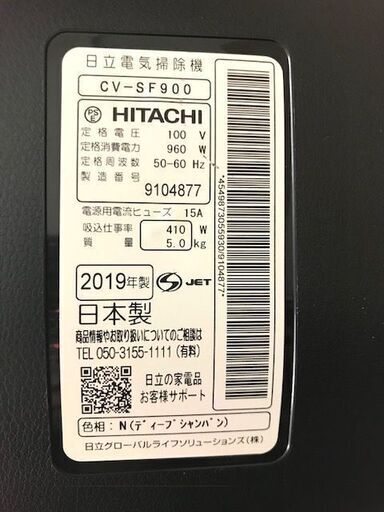 日立電気掃除機
CV-SF900
PS
E
HITACHI
定格電圧 100 V
定格消費電力 960 W
定格周波数 50-60 Hz
製造番号 9104877
電源用電流ヒューズ 15A
吸込仕事率 410 W
質量 5.0 kg
2019年製
S JET
日本製
商品情報やお取り扱いについてのご相談は
TEL 050-3155-1111 (有料)
日立の家電品
お客様サポート
色相：N(ディープシャンパン)
日立グローバルライフソリューションズ(株)
*4549873055930/9104877*